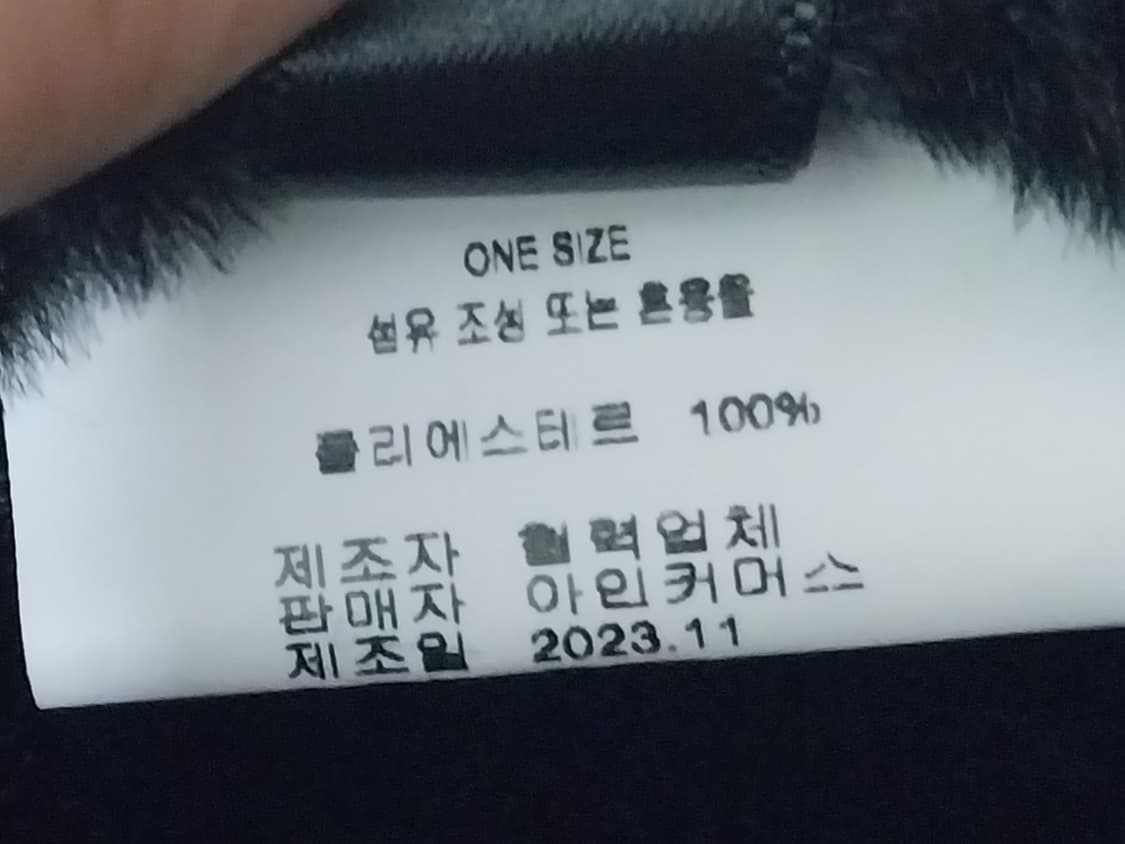 ONE SIZE
섬유 조성 또는 혼용율
폴리에스테르 100%
제조자 협력업체
판매자 아인커머스
제조일 2023.11